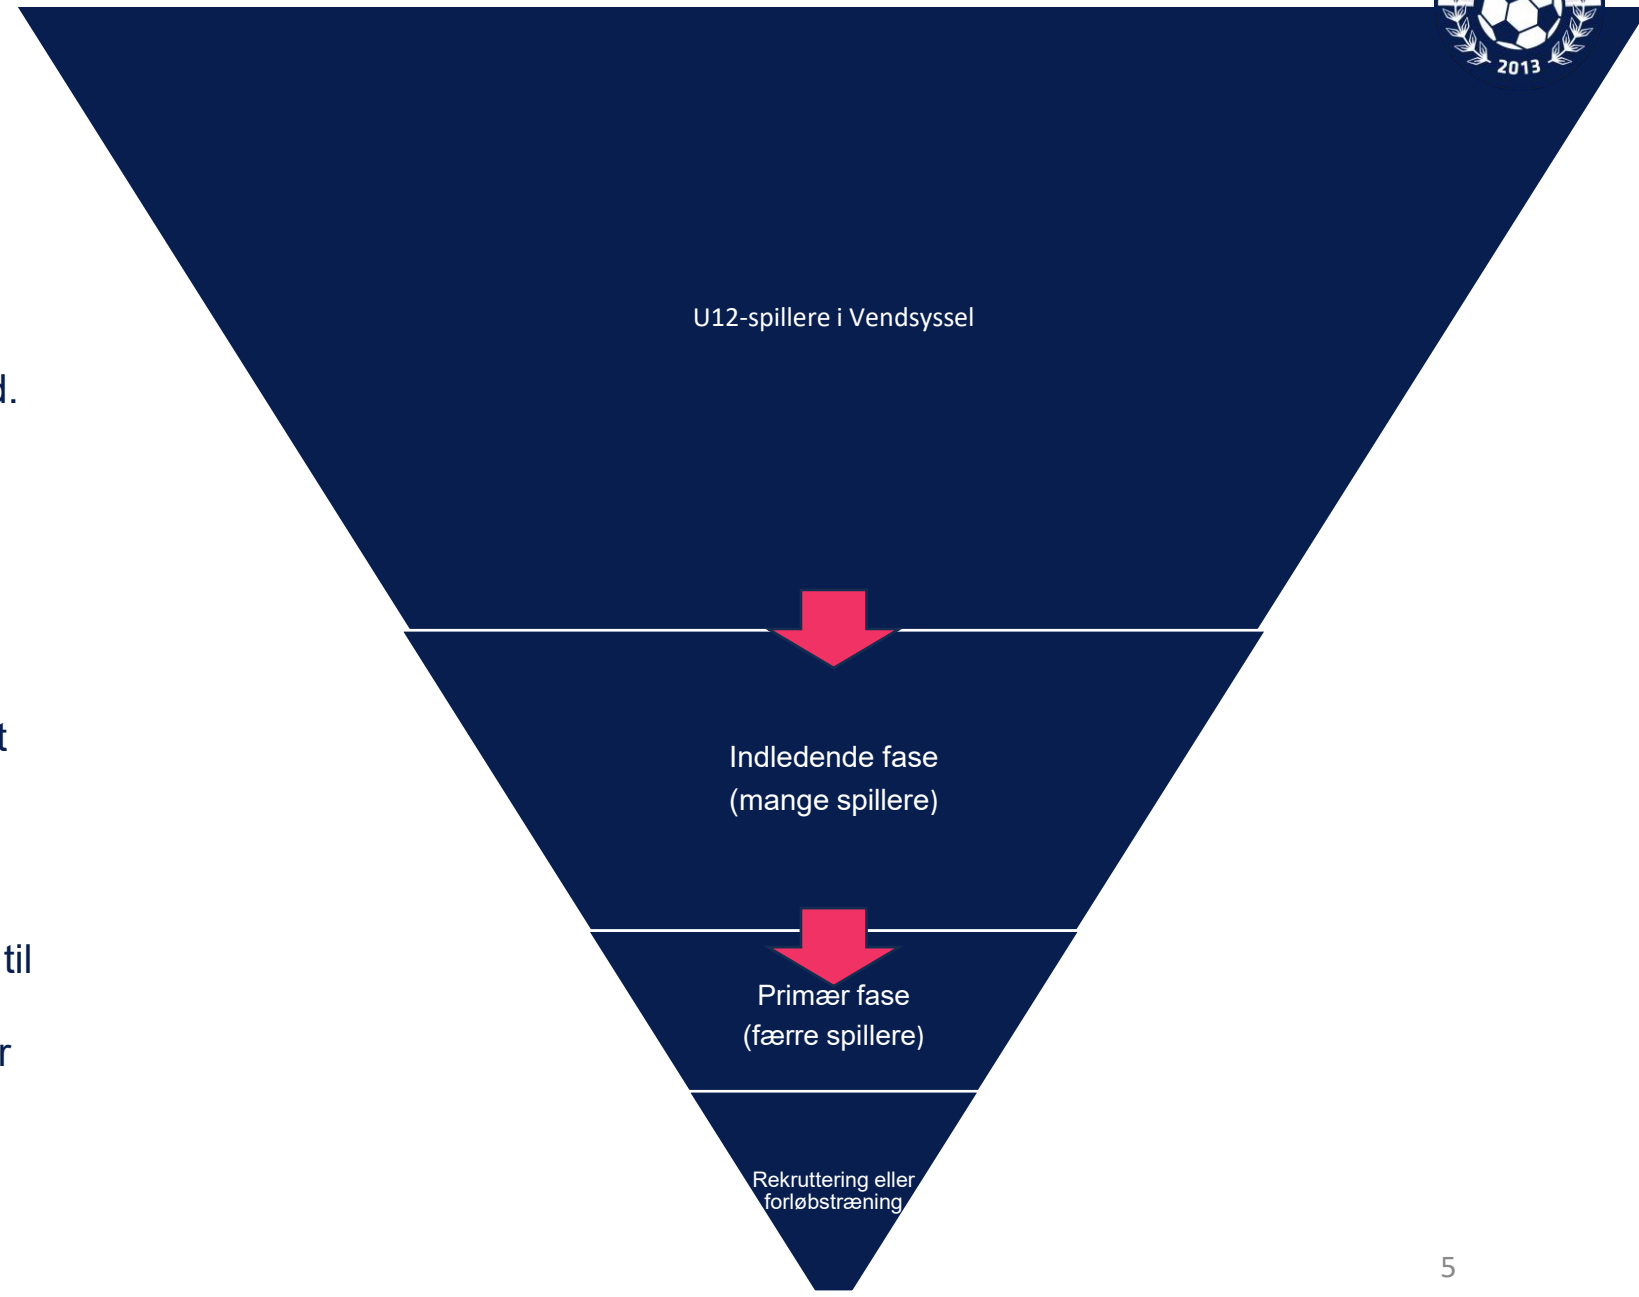 2013
U12-spillere i Vendsyssel
Indledende fase
(mange spillere)
til
Primær fase
(færre spillere)
Rekruttering eller
forløbstræning
5